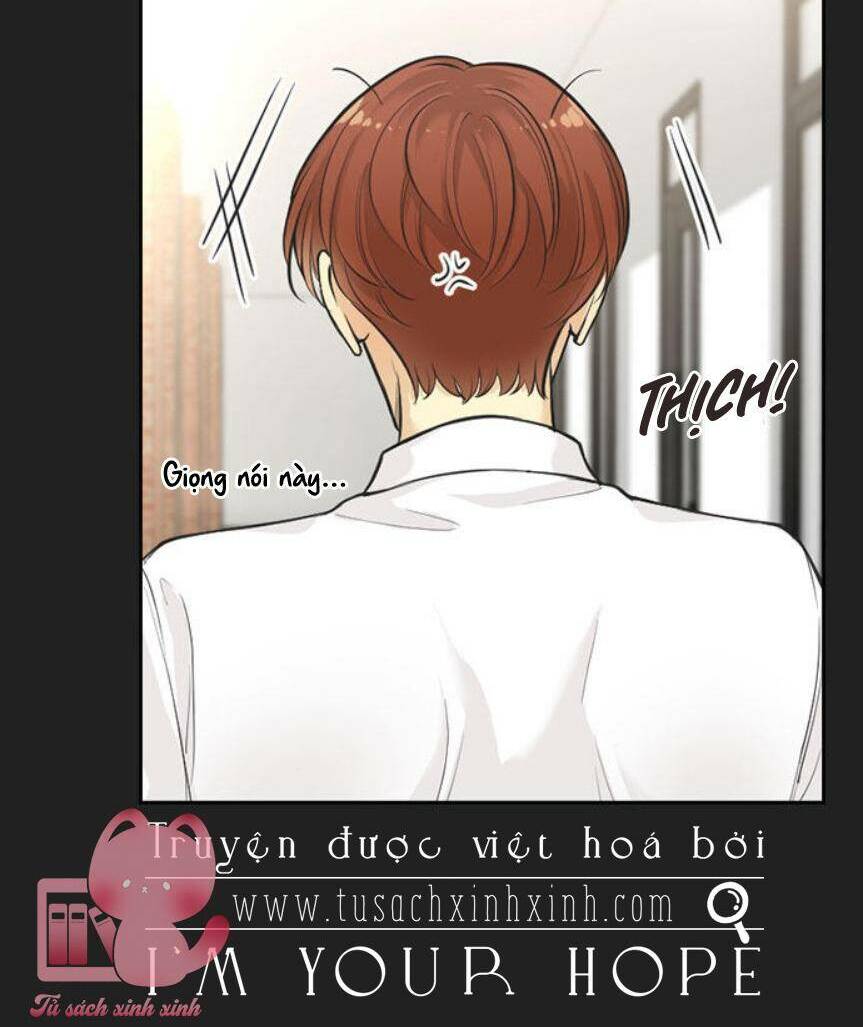 THỊCH!
Giọng nói này...
Truyện được việt hoá bởi
www.tusachxinhxinh.com
I'M YOUR HOPE
Tủ sách xinh xinh